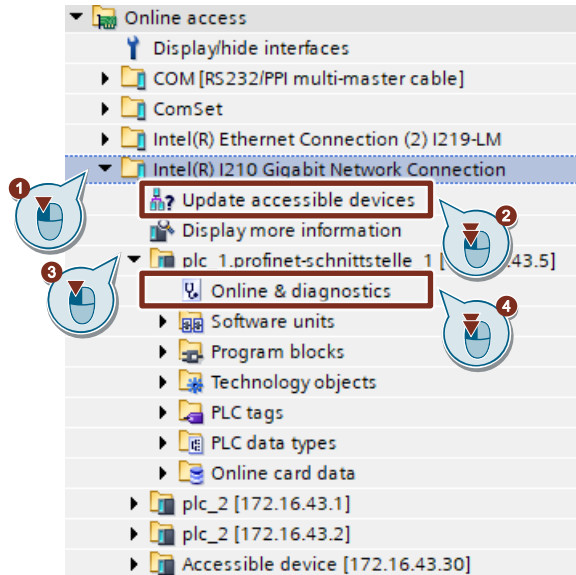 Online access
Display/hide interfaces
COM [RS232/PPI multi-master cable]
ComSet
Intel(R) Ethernet Connection (2) I219-LM
Intel(R) I210 Gigabit Network Connection
1
Update accessible devices
2
Display more information
3
plc_1.profinet-schnittstelle_1 [ 43.5]
Online & diagnostics
4
Software units
Program blocks
Technology objects
PLC tags
PLC data types
Online card data
plc_2 [172.16.43.1]
plc_2 [172.16.43.2]
Accessible device [172.16.43.30]